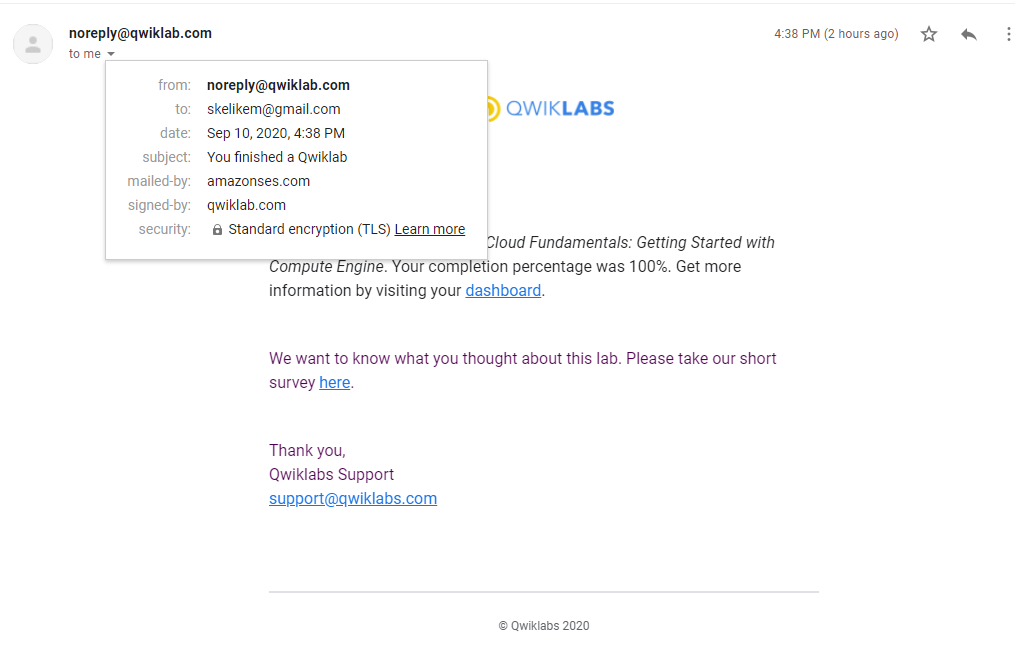 noreply@qwiklab.com
4:38 PM (2 hours ago)
to me
from: noreply@qwiklab.com
to: skelikem@gmail.com
date: Sep 10, 2020, 4:38 PM
subject: You finished a Qwiklab
mailed-by: amazonses.com
signed-by: qwiklab.com
security: Standard encryption (TLS) Learn more
QWIKLABS
Cloud Fundamentals: Getting Started with
Compute Engine. Your completion percentage was 100%. Get more
information by visiting your dashboard.
We want to know what you thought about this lab. Please take our short
survey here.
Thank you,
Qwiklabs Support
support@qwiklabs.com
© Qwiklabs 2020